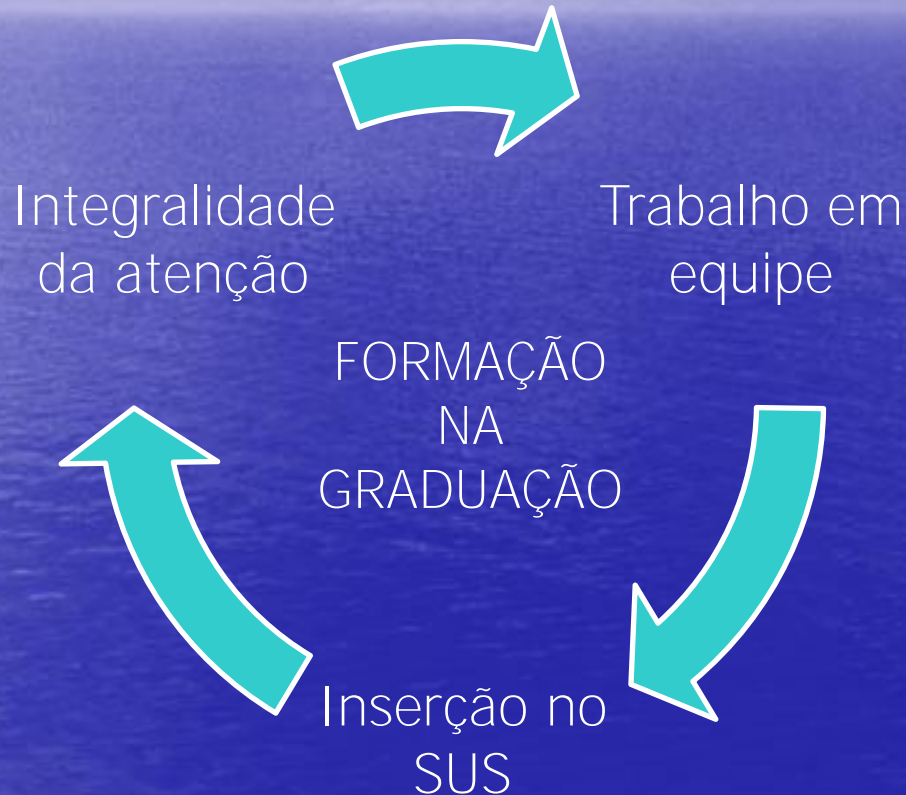 Integralidade
da atenção
Trabalho em
equipe
FORMAÇÃO
NA
GRADUAÇÃO
Inserção no
SUS